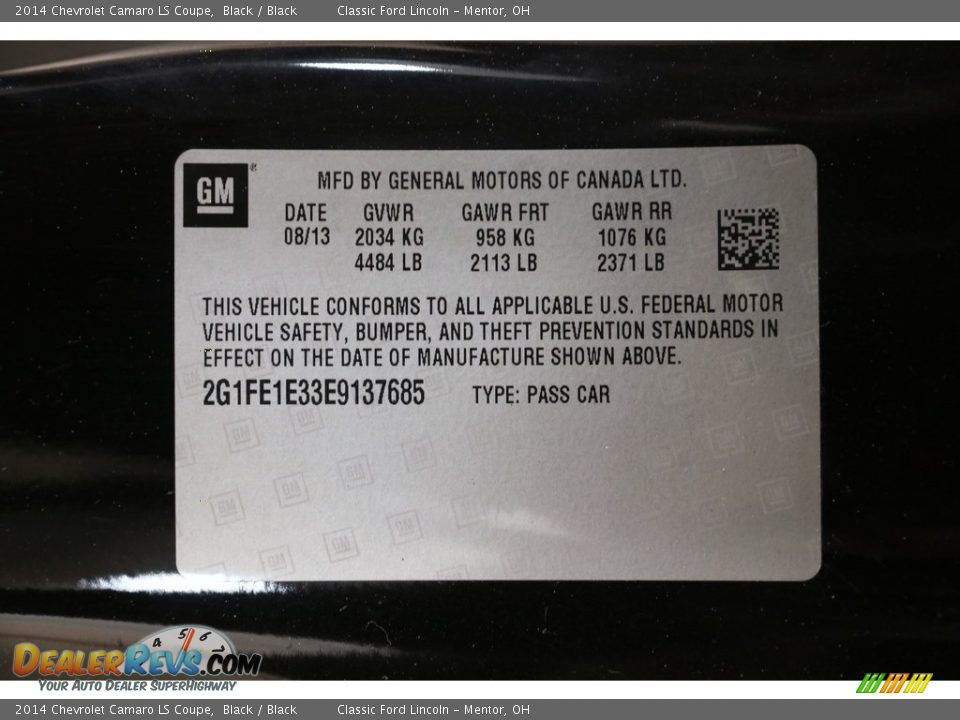 2014 Chevrolet Camaro LS Coupe, Black / Black Classic Ford Lincoln - Mentor, OH
GM®
MFD BY GENERAL MOTORS OF CANADA LTD.
DATE GVWR GAWR FRT GAWR RR
08/13 2034 KG 958 KG 1076 KG
4484 LB 2113 LB 2371 LB
THIS VEHICLE CONFORMS TO ALL APPLICABLE U.S. FEDERAL MOTOR
VEHICLE SAFETY, BUMPER, AND THEFT PREVENTION STANDARDS IN
EFFECT ON THE DATE OF MANUFACTURE SHOWN ABOVE.
2G1FE1E33E9137685 TYPE: PASS CAR
4 5 6
DEALERREVS.COM
YOUR AUTO DEALER SUPERHIGHWAY
2014 Chevrolet Camaro LS Coupe, Black / Black Classic Ford Lincoln - Mentor, OH